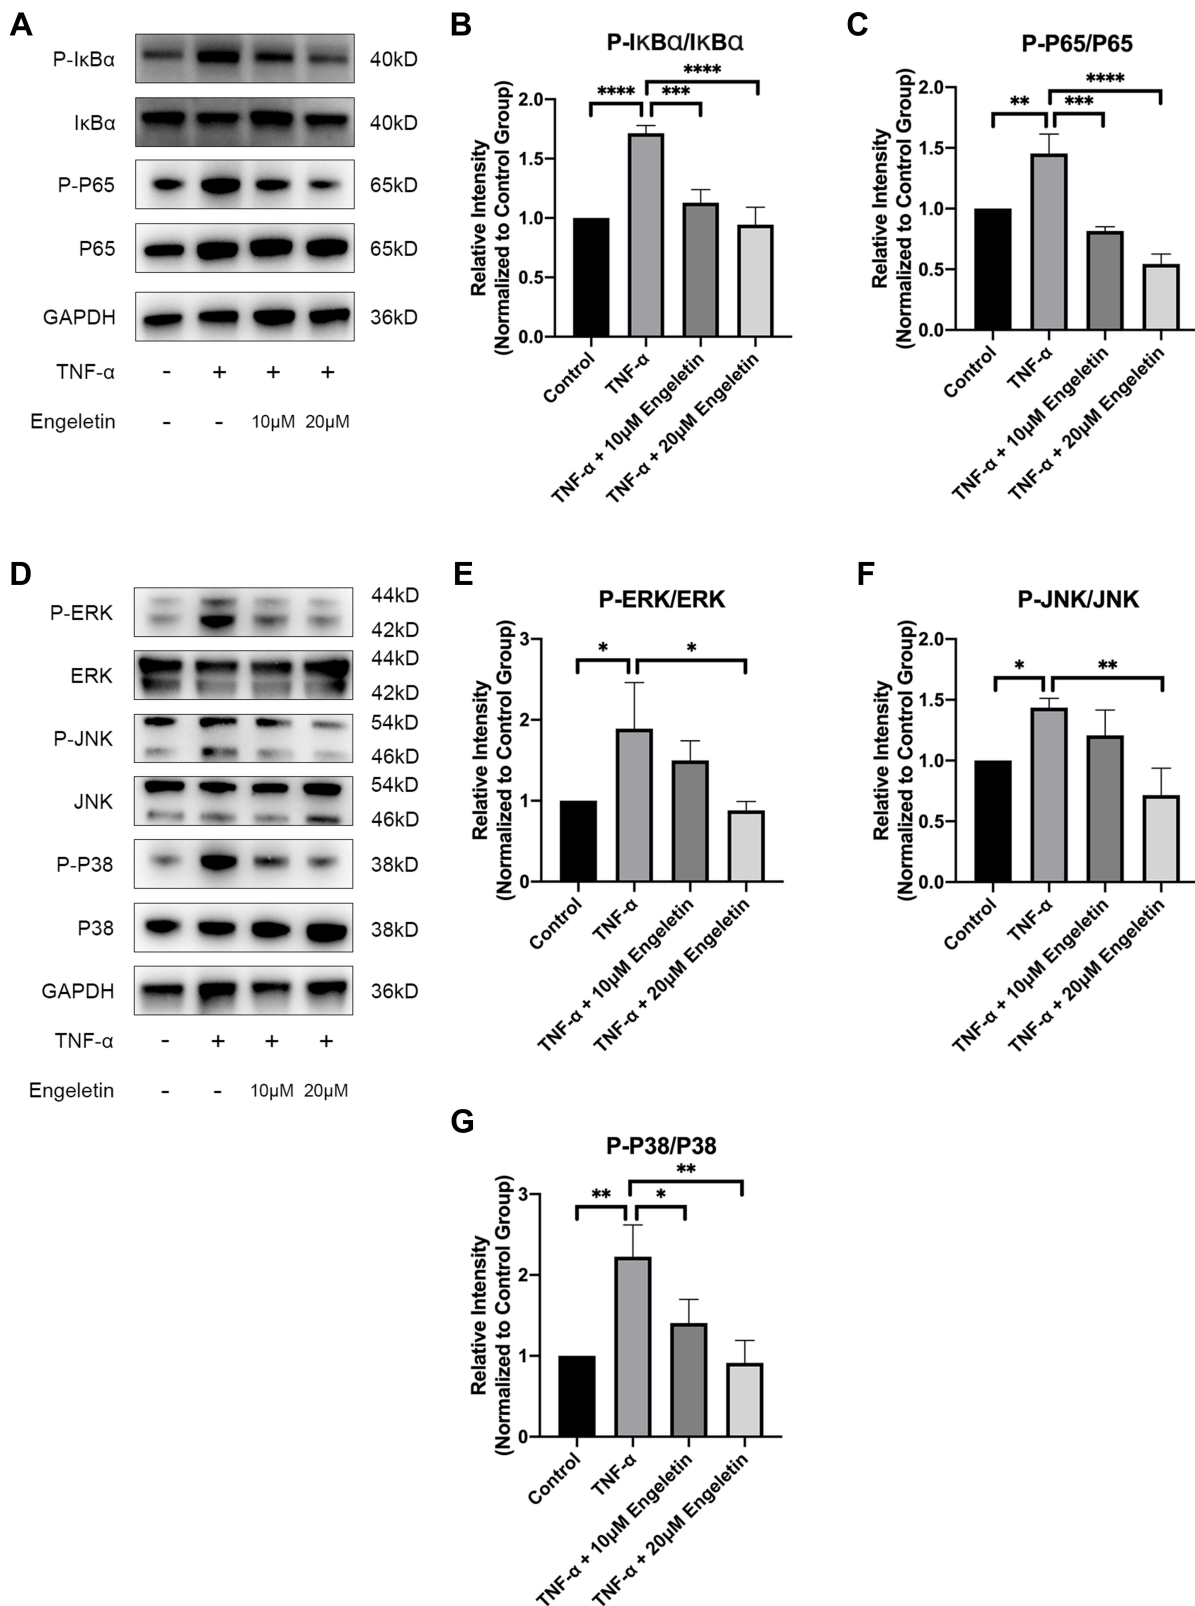 A
P-IκBα 40kD
IκBα 40kD
P-P65 65kD
P65 65kD
GAPDH 36kD
TNF-α - + + +
Engeletin - - 10μM 20μM
B
P-IκBα/IκBα
Relative Intensity
(Normalized to Control Group)
2.0
1.5
1.0
0.5
0.0
**** *** ****
Control
TNF-α
TNF-α + 10μM Engeletin
TNF-α + 20μM Engeletin
C
P-P65/P65
Relative Intensity
(Normalized to Control Group)
2.0
1.5
1.0
0.5
0.0
** *** ****
Control
TNF-α
TNF-α + 10μM Engeletin
TNF-α + 20μM Engeletin
D
P-ERK 44kD
42kD
ERK 44kD
42kD
P-JNK 54kD
46kD
JNK 54kD
46kD
P-P38 38kD
P38 38kD
GAPDH 36kD
TNF-α - + + +
Engeletin - - 10μM 20μM
E
P-ERK/ERK
Relative Intensity
(Normalized to Control Group)
3
2
1
0
* *
Control
TNF-α
TNF-α + 10μM Engeletin
TNF-α + 20μM Engeletin
F
P-JNK/JNK
Relative Intensity
(Normalized to Control Group)
2.0
1.5
1.0
0.5
0.0
* **
Control
TNF-α
TNF-α + 10μM Engeletin
TNF-α + 20μM Engeletin
G
P-P38/P38
Relative Intensity
(Normalized to Control Group)
3
2
1
0
** * **
Control
TNF-α
TNF-α + 10μM Engeletin
TNF-α + 20μM Engeletin